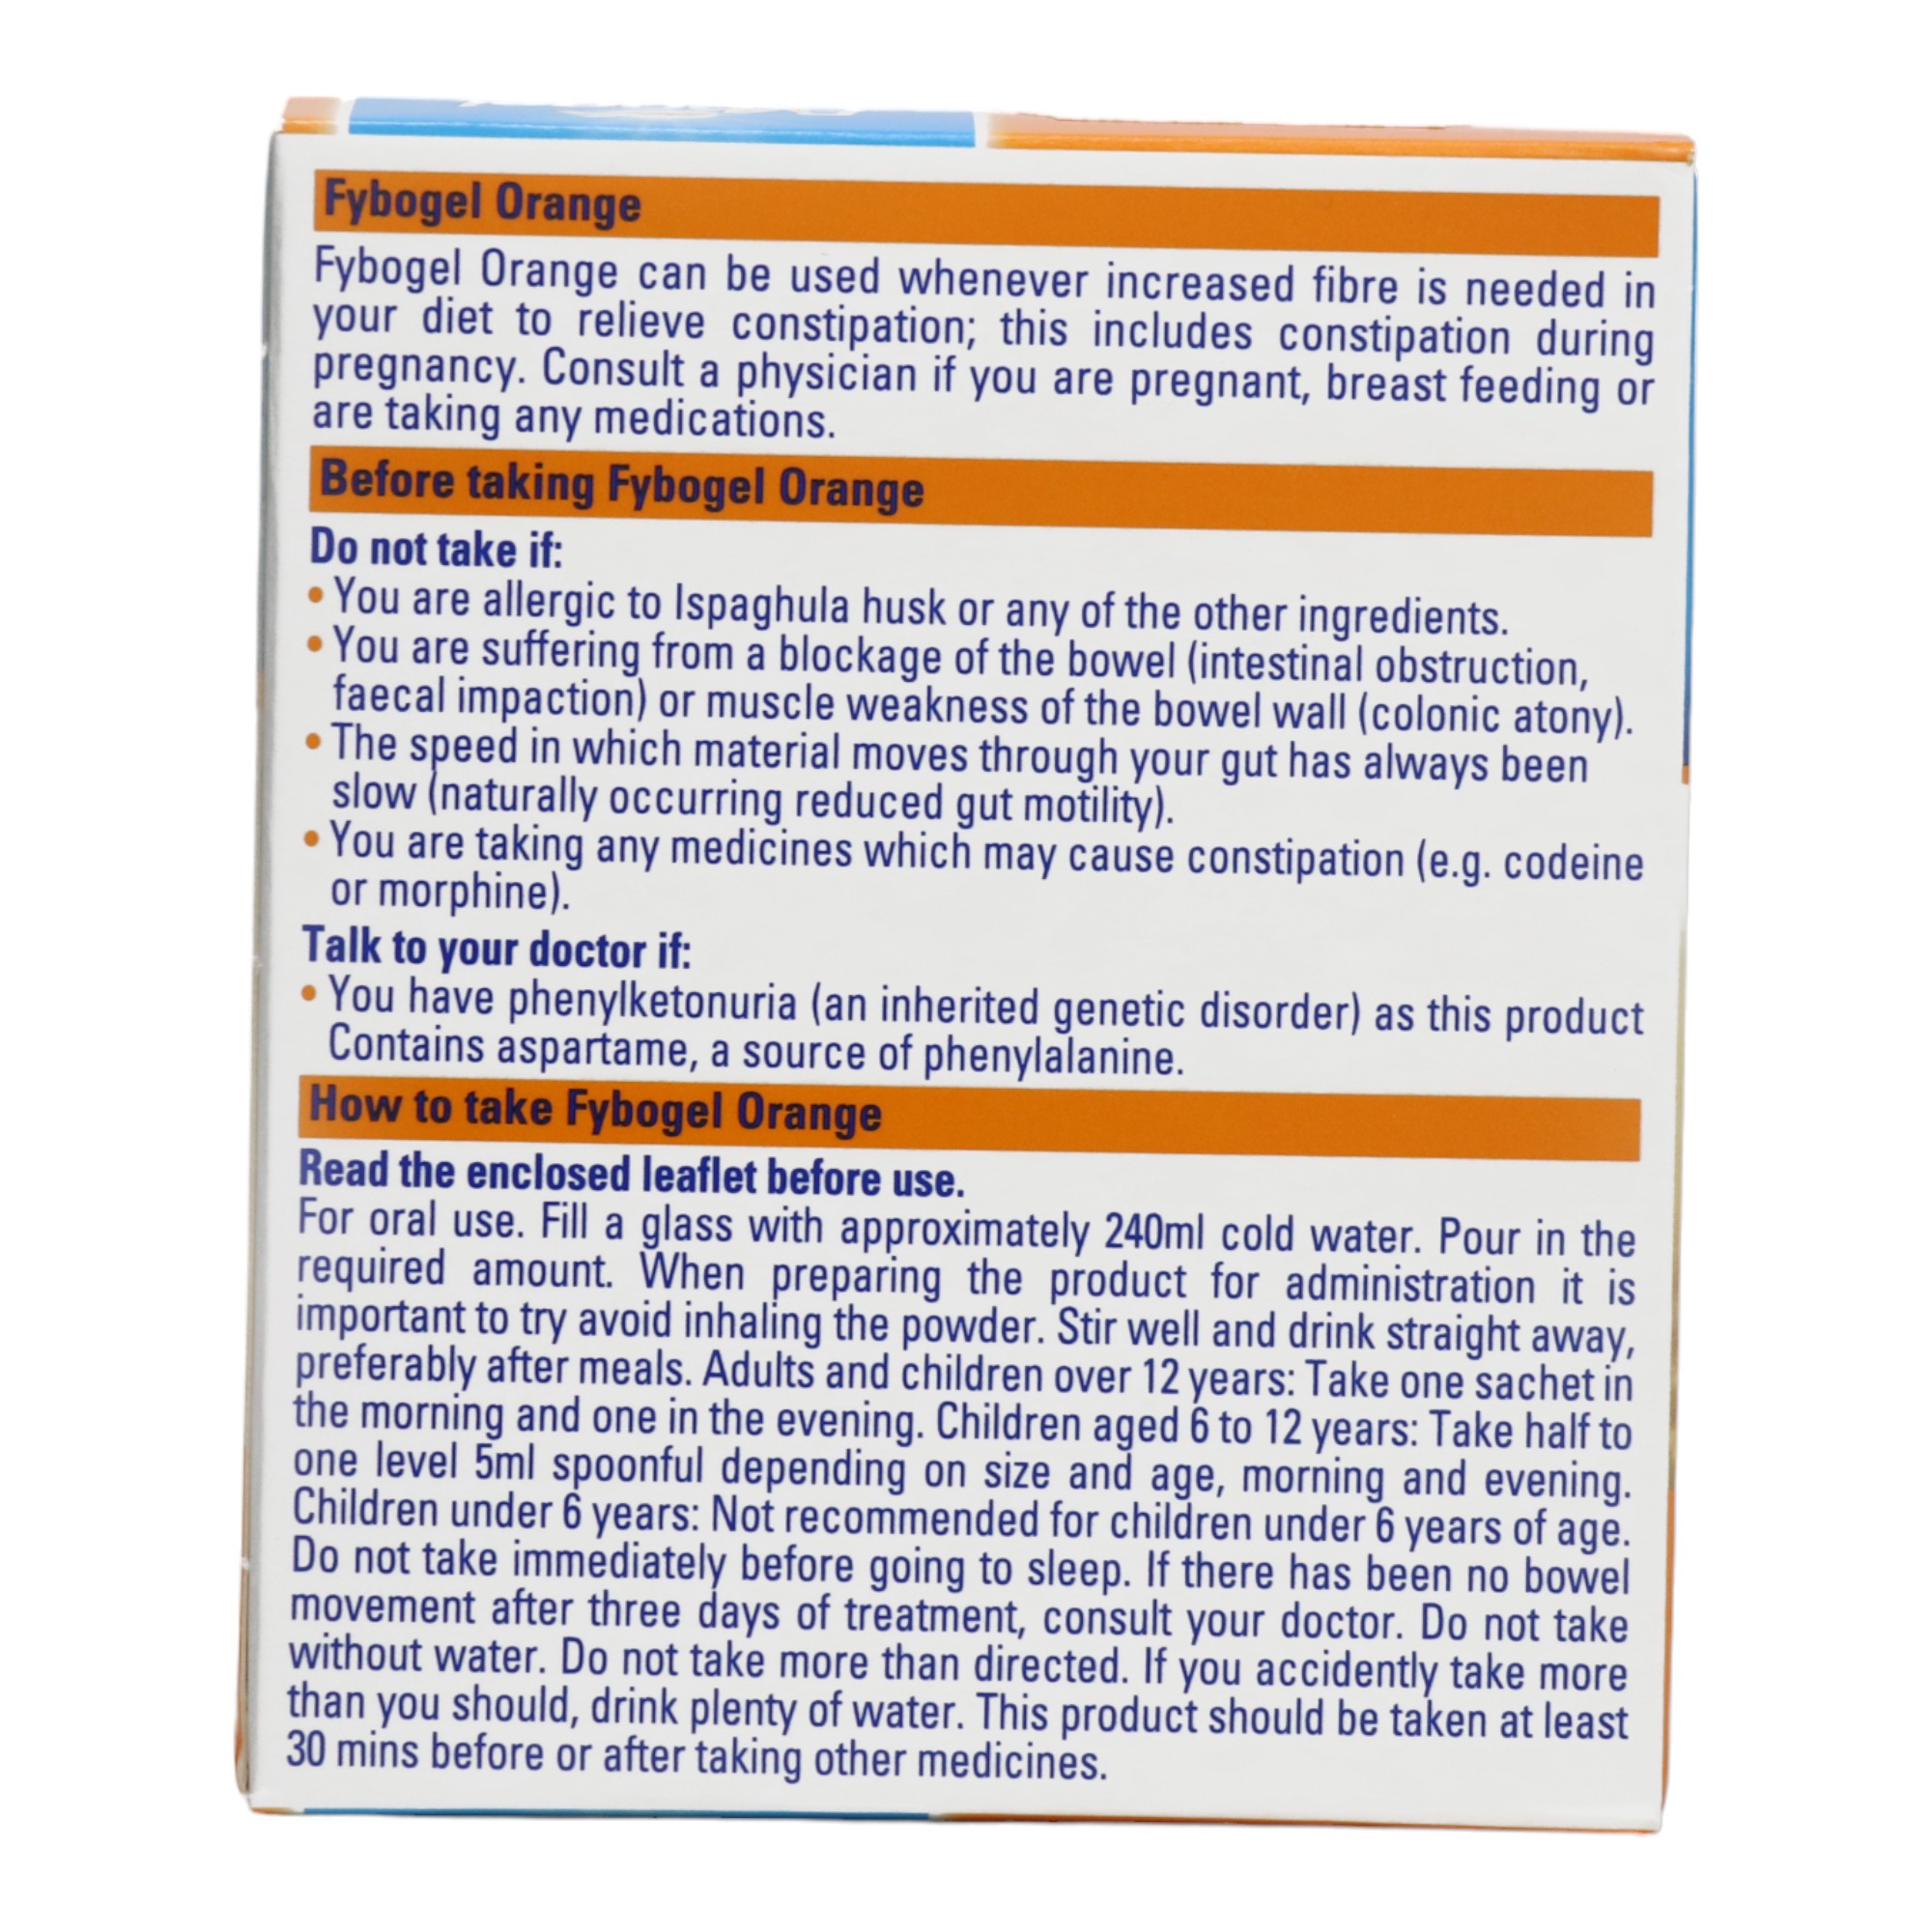 Fybogel Orange
Fybogel Orange can be used whenever increased fibre is needed in
your diet to relieve constipation; this includes constipation during
pregnancy. Consult a physician if you are pregnant, breast feeding or
are taking any medications.
Before taking Fybogel Orange
Do not take if:
• You are allergic to Ispaghula husk or any of the other ingredients.
• You are suffering from a blockage of the bowel (intestinal obstruction,
faecal impaction) or muscle weakness of the bowel wall (colonic atony).
• The speed in which material moves through your gut has always been
slow (naturally occurring reduced gut motility).
• You are taking any medicines which may cause constipation (e.g. codeine
or morphine).
Talk to your doctor if:
• You have phenylketonuria (an inherited genetic disorder) as this product
Contains aspartame, a source of phenylalanine.
How to take Fybogel Orange
Read the enclosed leaflet before use.
For oral use. Fill a glass with approximately 240ml cold water. Pour in the
required amount. When preparing the product for administration it is
important to try avoid inhaling the powder. Stir well and drink straight away,
preferably after meals. Adults and children over 12 years: Take one sachet in
the morning and one in the evening. Children aged 6 to 12 years: Take half to
one level 5ml spoonful depending on size and age, morning and evening.
Children under 6 years: Not recommended for children under 6 years of age.
Do not take immediately before going to sleep. If there has been no bowel
movement after three days of treatment, consult your doctor. Do not take
without water. Do not take more than directed. If you accidently take more
than you should, drink plenty of water. This product should be taken at least
30 mins before or after taking other medicines.